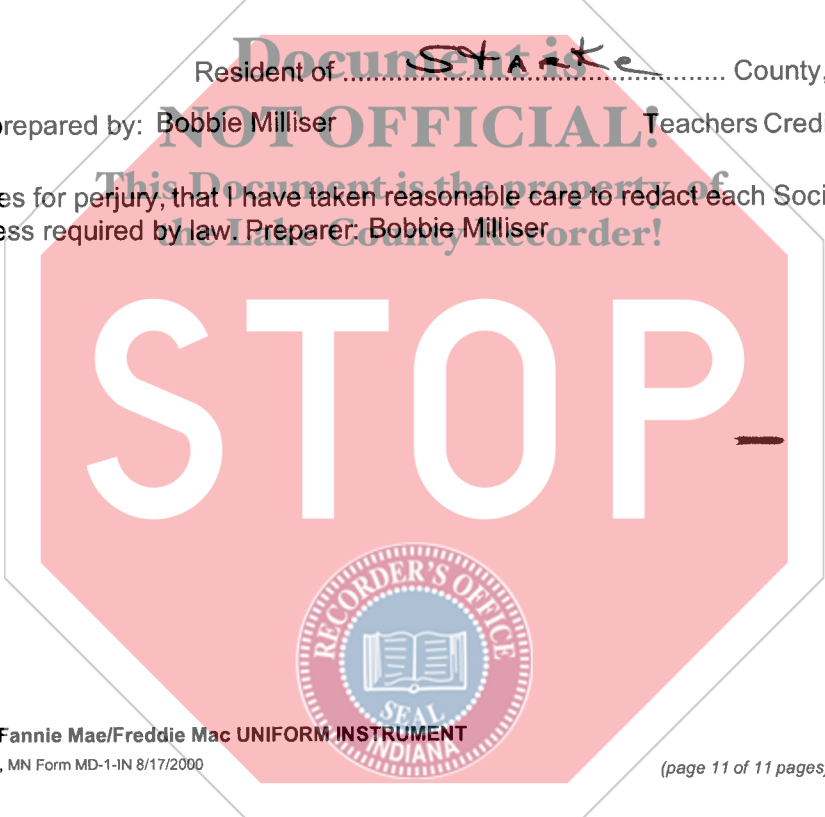 Document is
Resident of ........ Starke ........ County,
NOT OFFICIAL!
prepared by: Bobbie Milliser Teachers Cred
This Document is the property of
es for perjury, that I have taken reasonable care to redact each Soci
the Lake County Recorder!
ess required by law. Preparer: Bobbie Milliser
STOP
RECORDER'S OFFICE
SEAL
INDIANA
Fannie Mae/Freddie Mac UNIFORM INSTRUMENT
, MN Form MD-1-IN 8/17/2000 (page 11 of 11 pages)